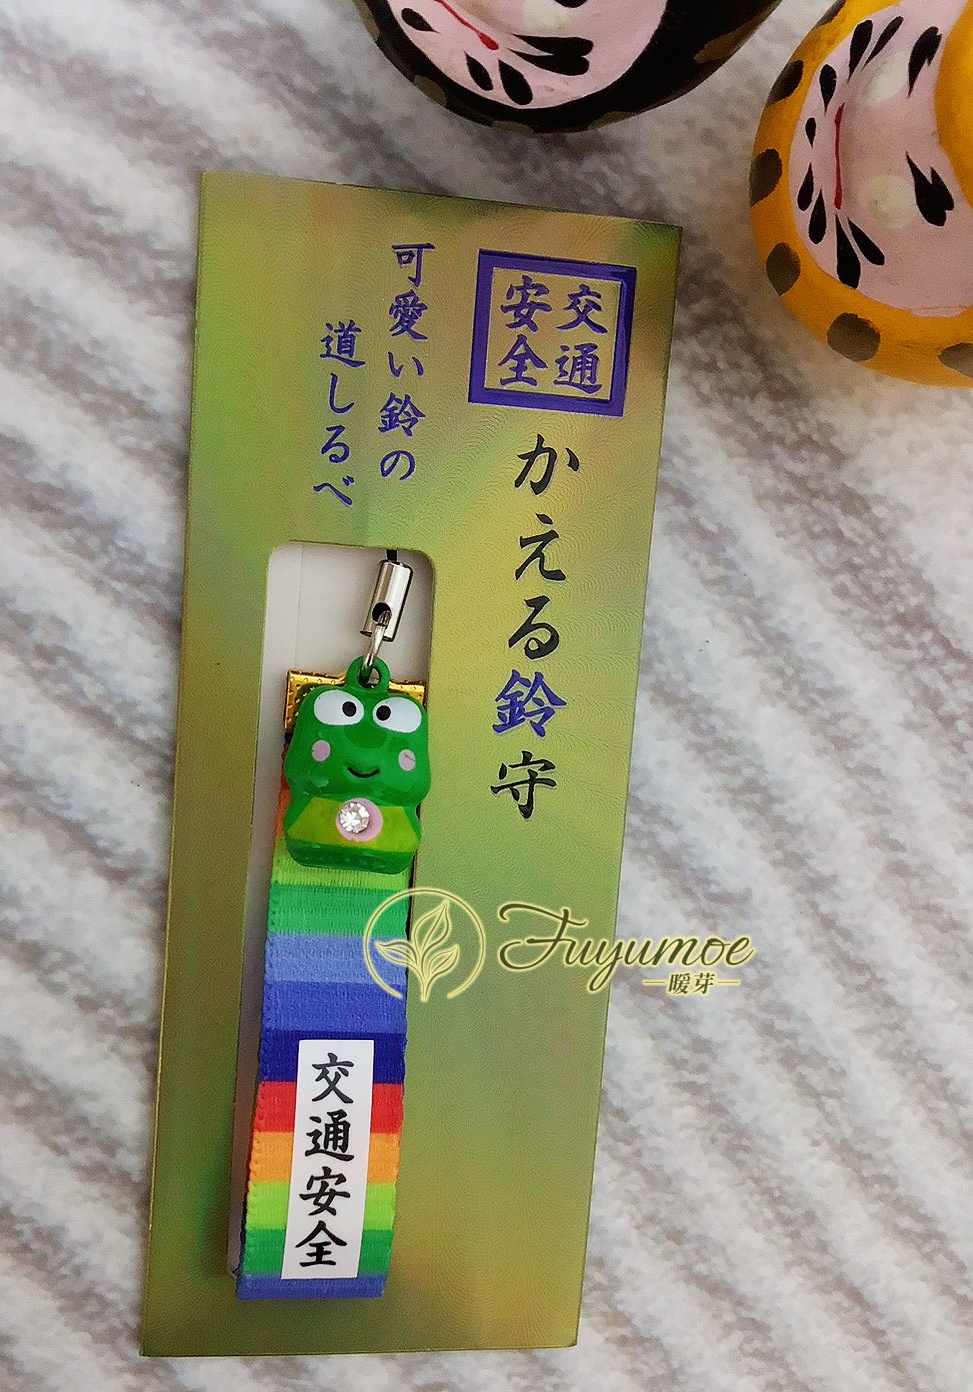 交通
安全
かえる鈴守
可愛い鈴の
道しるべ
交通安全
Fuyumoe
暖芽